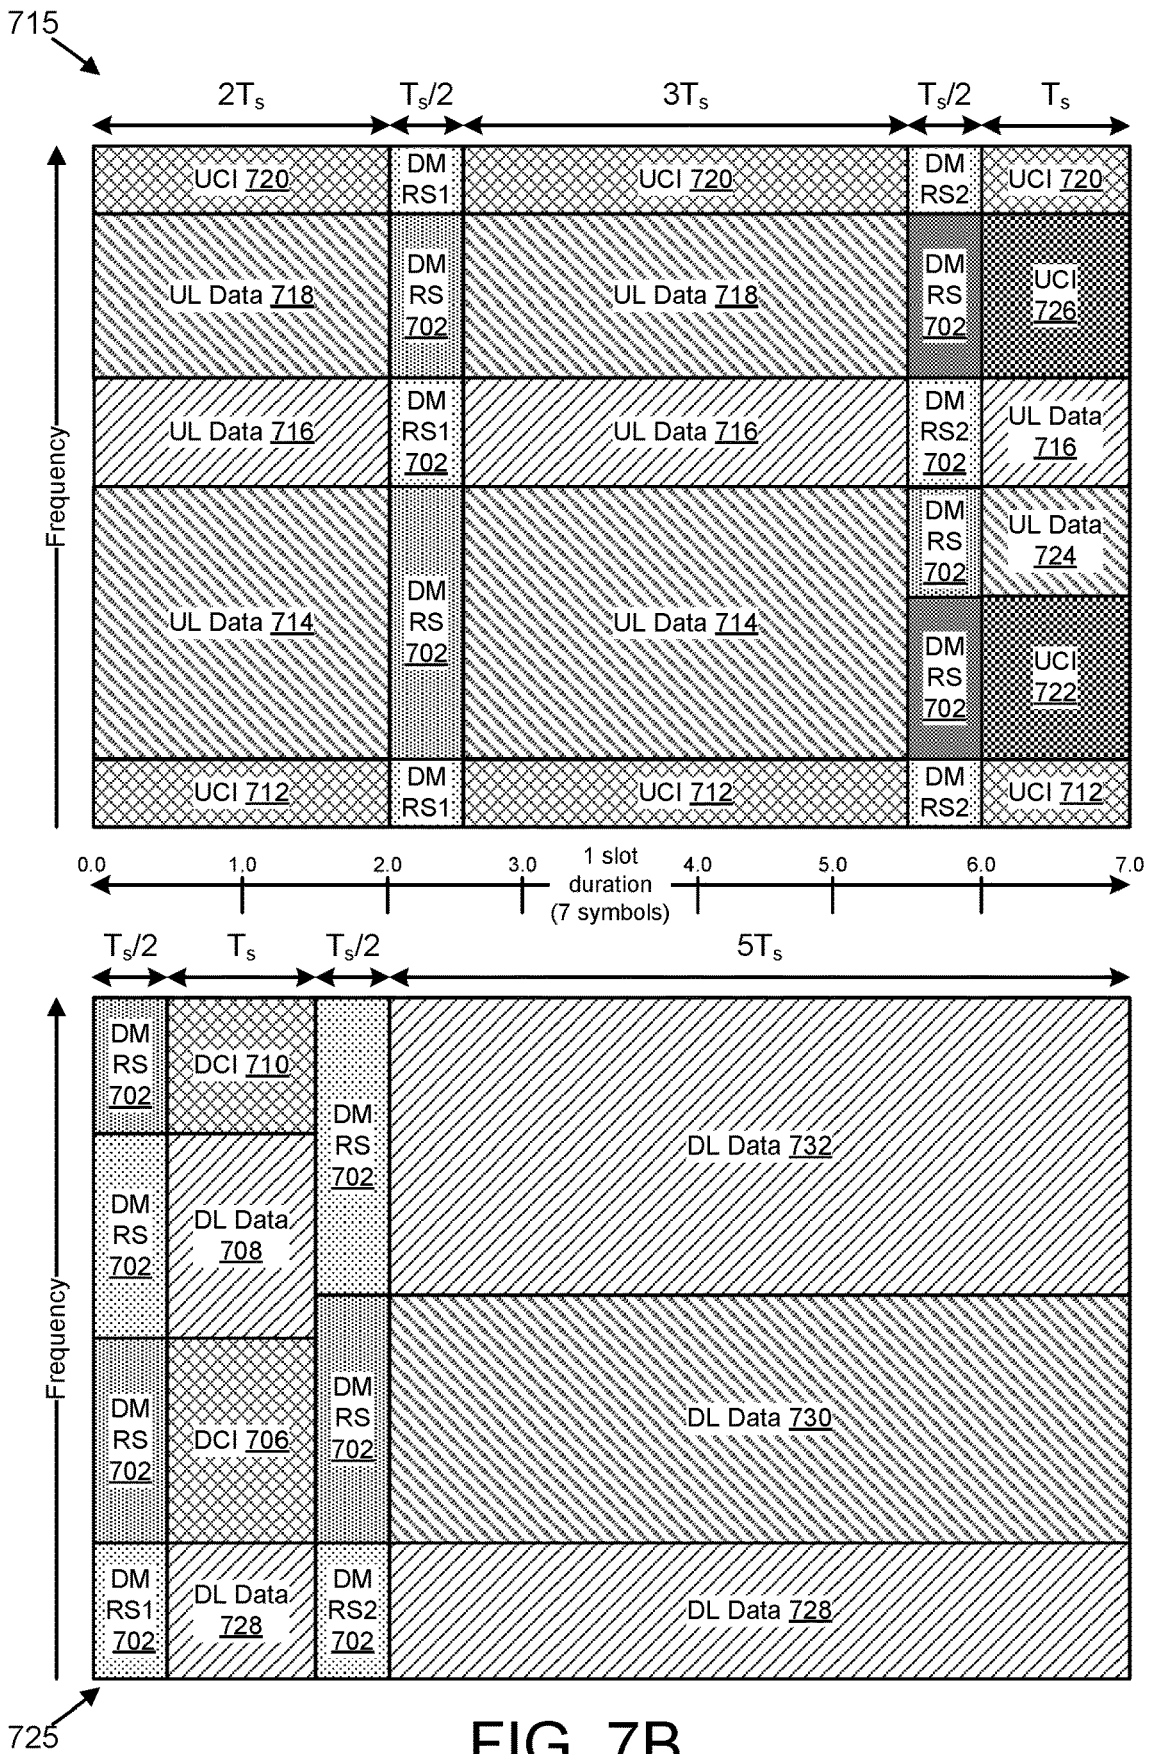 715
2Ts
Ts/2
3Ts
Ts/2
Ts
UCI 720
DM
RS1
UCI 720
DM
RS2
UCI 720
UL Data 718
DM
RS
702
UL Data 718
DM
RS
702
UCI
726
UL Data 716
DM
RS1
702
UL Data 716
DM
RS2
702
UL Data
716
UL Data 714
DM
RS
702
UL Data 714
DM
RS
702
UL Data
724
DM
RS
702
UCI
722
UCI 712
DM
RS1
UCI 712
DM
RS2
UCI 712
Frequency
0.0
1.0
2.0
3.0
1 slot
duration
(7 symbols)
4.0
5.0
6.0
7.0
Ts/2
Ts
Ts/2
5Ts
DM
RS
702
DCI 710
DM
RS
702
DL Data 732
DM
RS
702
DL Data
708
DM
RS
702
DCI 706
DM
RS
702
DL Data 730
DM
RS1
702
DL Data
728
DM
RS2
702
DL Data 728
Frequency
725
FIG. 7B